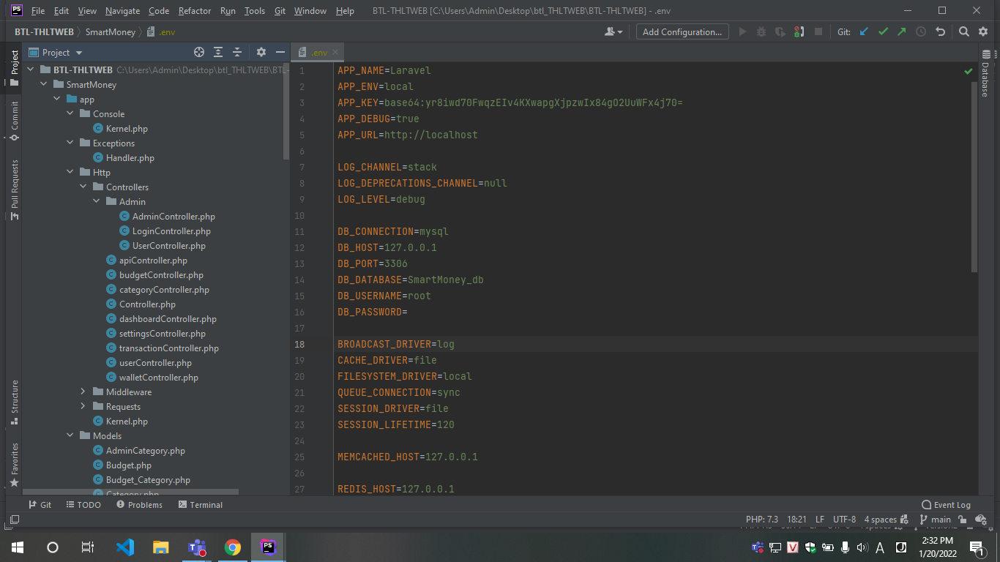 File Edit View Navigate Code Refactor Run Tools Git Window Help BTL-THLTWEB [C:\Users\Admin\Desktop\btl_THLTWEB\BTL-THLTWEB] - .env
BTL-THLTWEB SmartMoney .env
Add Configuration...
Git:
Project
.env
Project
Commit
Pull Requests
Structure
Favorites
BTL-THLTWEB C:\Users\Admin\Desktop\btl_THLTWEB\BTL-
SmartMoney
app
Console
Kernel.php
Exceptions
Handler.php
Http
Controllers
Admin
AdminController.php
LoginController.php
UserController.php
apiController.php
budgetController.php
categoryController.php
Controller.php
dashboardController.php
settingsController.php
transactionController.php
userController.php
walletController.php
Middleware
Requests
Kernel.php
Models
AdminCategory.php
Budget.php
Budget_Category.php
Category.php
1 APP_NAME=Laravel
2 APP_ENV=local
3 APP_KEY=base64:yr8iwd70FwqzEIv4KXwapgXjpzwIx84gO2UuWFx4j70=
4 APP_DEBUG=true
5 APP_URL=http://localhost
6
7 LOG_CHANNEL=stack
8 LOG_DEPRECATIONS_CHANNEL=null
9 LOG_LEVEL=debug
10
11 DB_CONNECTION=mysql
12 DB_HOST=127.0.0.1
13 DB_PORT=3306
14 DB_DATABASE=SmartMoney_db
15 DB_USERNAME=root
16 DB_PASSWORD=
17
18 BROADCAST_DRIVER=log
19 CACHE_DRIVER=file
20 FILESYSTEM_DRIVER=local
21 QUEUE_CONNECTION=sync
22 SESSION_DRIVER=file
23 SESSION_LIFETIME=120
24
25 MEMCACHED_HOST=127.0.0.1
26
27 REDIS_HOST=127.0.0.1
Database
Git TODO Problems Terminal
Event Log
PHP: 7.3 18:21 LF UTF-8 4 spaces main
2:32 PM
1/20/2022